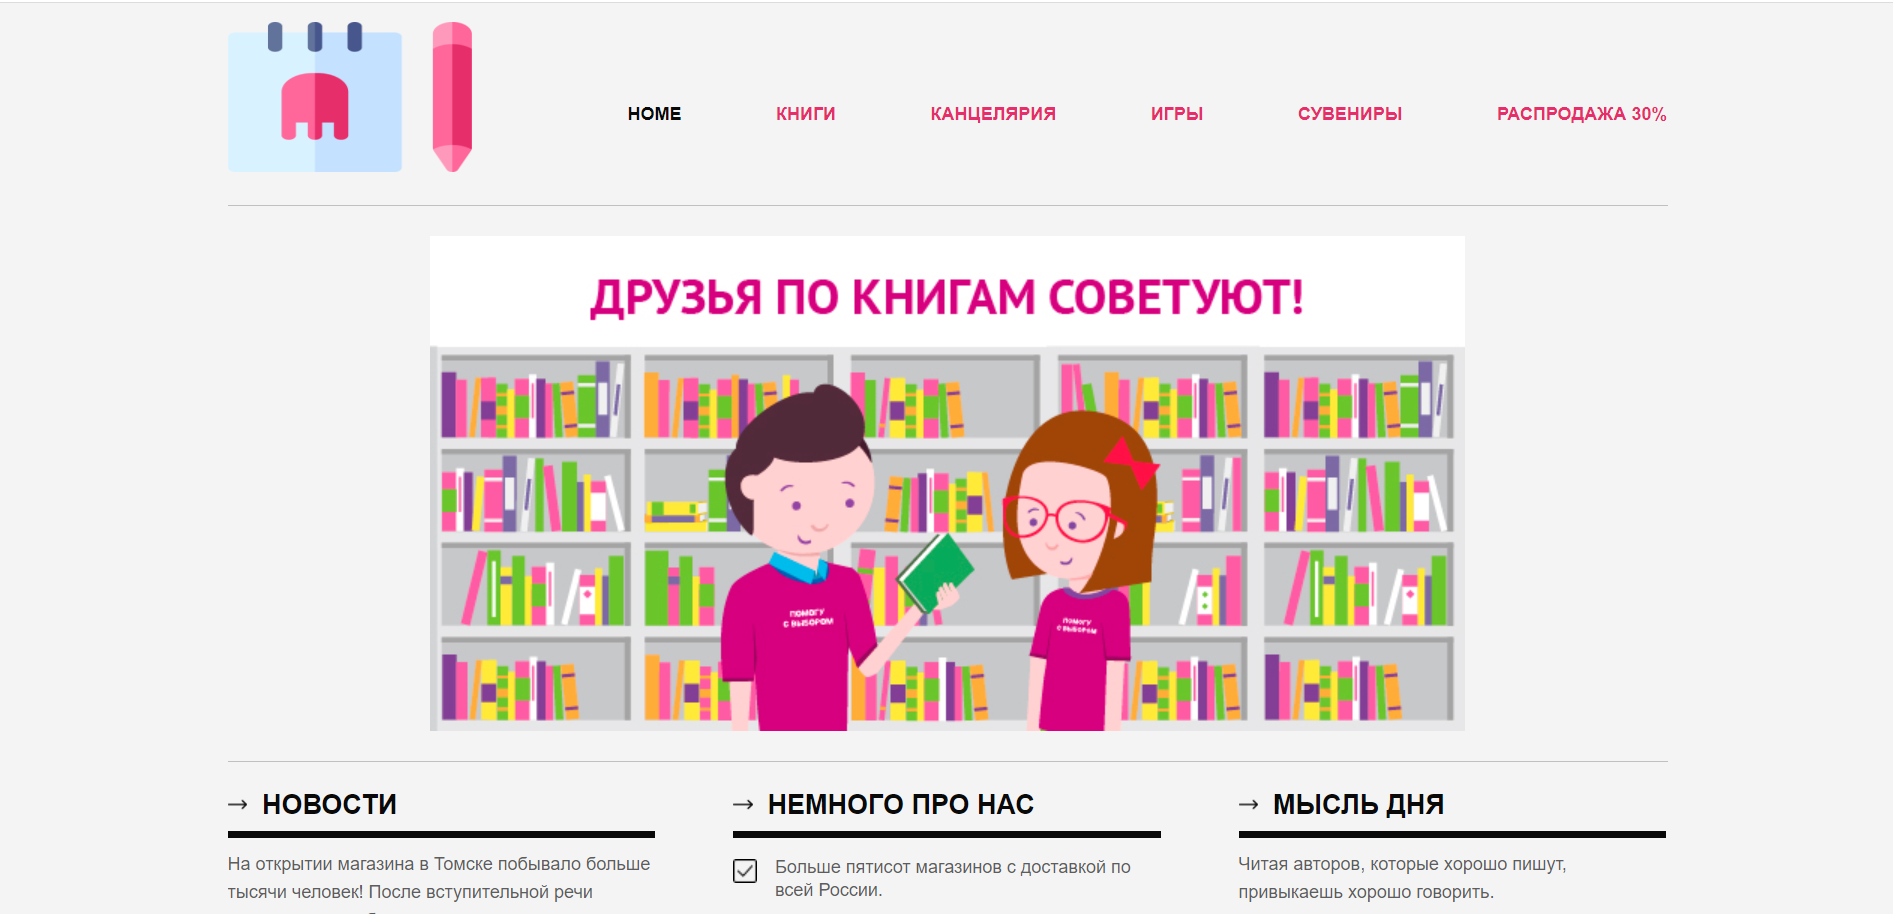 HOME
КНИГИ
КАНЦЕЛЯРИЯ
ИГРЫ
СУВЕНИРЫ
РАСПРОДАЖА 30%
ДРУЗЬЯ ПО КНИГАМ СОВЕТУЮТ!
ПОМОГУ
С ВЫБОРОМ
ПОМОГУ
С ВЫБОРОМ
→ НОВОСТИ
На открытии магазина в Томске побывало больше
тысячи человек! После вступительной речи
→ НЕМНОГО ПРО НАС
Больше пятисот магазинов с доставкой по
всей России.
→ МЫСЛЬ ДНЯ
Читая авторов, которые хорошо пишут,
привыкаешь хорошо говорить.